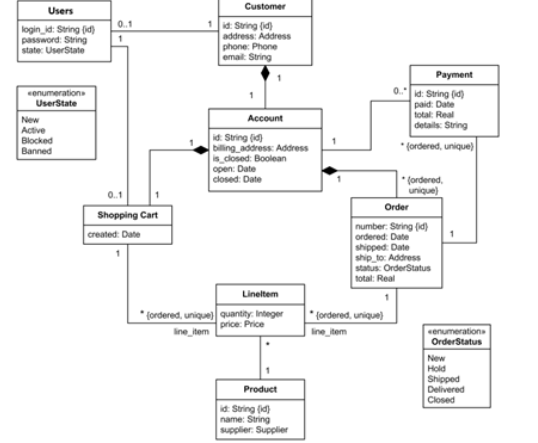 Users
login_id: String {id}
password: String
state: UserState
0..1
1
1
Customer
id: String {id}
address: Address
phone: Phone
email: String
1
1
«enumeration»
UserState
New
Active
Blocked
Banned
Account
id: String {id}
billing_address: Address
is_closed: Boolean
open: Date
closed: Date
1
1
1
Payment
id: String {id}
paid: Date
total: Real
details: String
0..*
* {ordered, unique}
1
* {ordered,
unique}
0..1
1
Shopping Cart
created: Date
1
Order
number: String {id}
ordered: Date
shipped: Date
ship_to: Address
status: OrderStatus
total: Real
1
LineItem
quantity: Integer
price: Price
* {ordered, unique}
line_item
* {ordered, unique}
line_item
*
1
Product
id: String {id}
name: String
supplier: Supplier
«enumeration»
OrderStatus
New
Hold
Shipped
Delivered
Closed